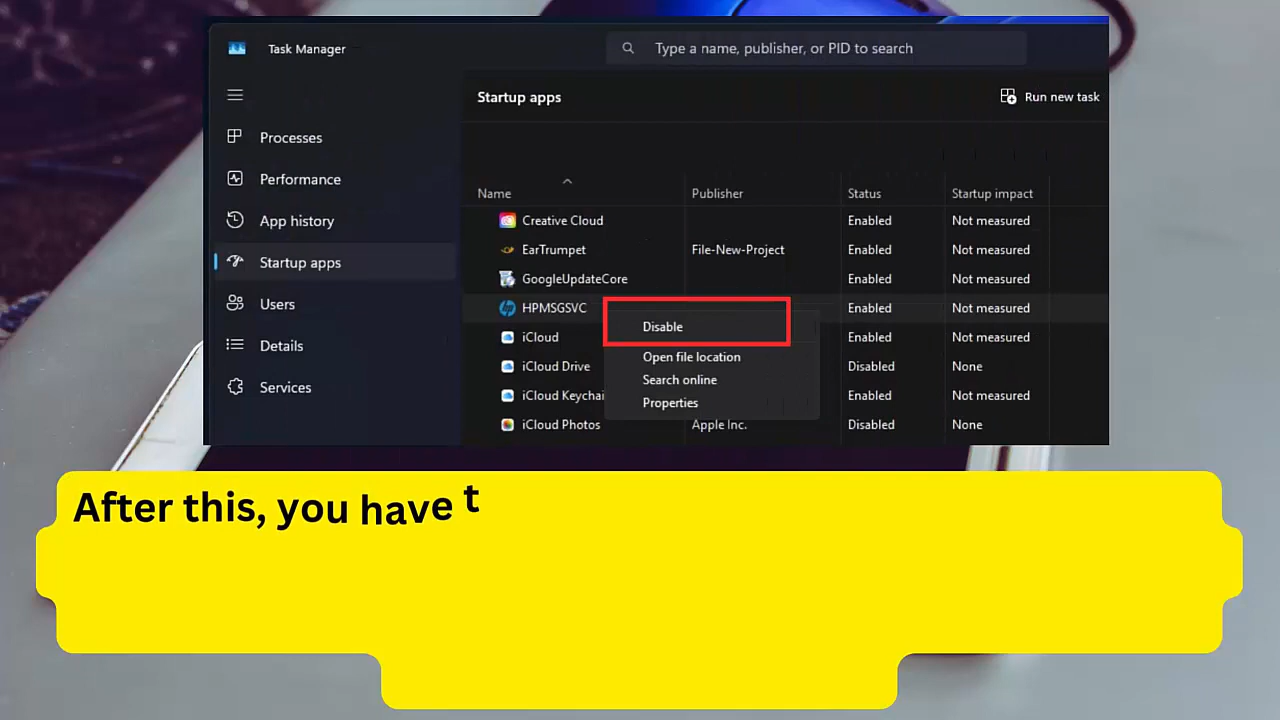 Task Manager
Type a name, publisher, or PID to search
Startup apps
Run new task
Processes
Performance
App history
Startup apps
Users
Details
Services
Name Publisher Status Startup impact
Creative Cloud Enabled Not measured
EarTrumpet File-New-Project Enabled Not measured
GoogleUpdateCore Enabled Not measured
HPMSGSVC Enabled Not measured
Disable
iCloud Enabled Not measured
Open file location
iCloud Drive Disabled None
Search online
iCloud Keychai Enabled Not measured
Properties
iCloud Photos Apple Inc. Disabled None
After this, you have t